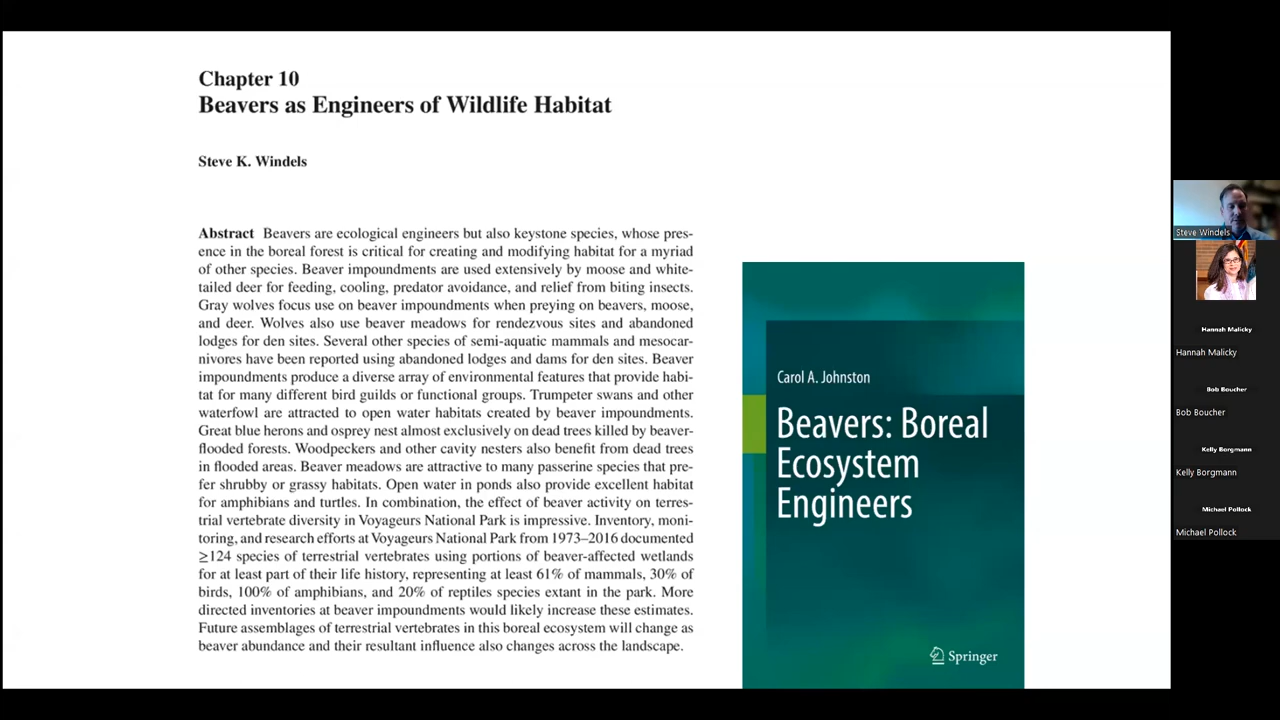 Chapter 10
Beavers as Engineers of Wildlife Habitat
Steve K. Windels
Abstract Beavers are ecological engineers but also keystone species, whose pres-
ence in the boreal forest is critical for creating and modifying habitat for a myriad
of other species. Beaver impoundments are used extensively by moose and white-
tailed deer for feeding, cooling, predator avoidance, and relief from biting insects.
Gray wolves focus use on beaver impoundments when preying on beavers, moose,
and deer. Wolves also use beaver meadows for rendezvous sites and abandoned
lodges for den sites. Several other species of semi-aquatic mammals and mesocar-
nivores have been reported using abandoned lodges and dams for den sites. Beaver
impoundments produce a diverse array of environmental features that provide habi-
tat for many different bird guilds or functional groups. Trumpeter swans and other
waterfowl are attracted to open water habitats created by beaver impoundments.
Great blue herons and osprey nest almost exclusively on dead trees killed by beaver-
flooded forests. Woodpeckers and other cavity nesters also benefit from dead trees
in flooded areas. Beaver meadows are attractive to many passerine species that pre-
fer shrubby or grassy habitats. Open water in ponds also provide excellent habitat
for amphibians and turtles. In combination, the effect of beaver activity on terres-
trial vertebrate diversity in Voyageurs National Park is impressive. Inventory, moni-
toring, and research efforts at Voyageurs National Park from 1973–2016 documented
≥124 species of terrestrial vertebrates using portions of beaver-affected wetlands
for at least part of their life history, representing at least 61% of mammals, 30% of
birds, 100% of amphibians, and 20% of reptiles species extant in the park. More
directed inventories at beaver impoundments would likely increase these estimates.
Future assemblages of terrestrial vertebrates in this boreal ecosystem will change as
beaver abundance and their resultant influence also changes across the landscape.
Carol A. Johnston
Beavers: Boreal
Ecosystem
Engineers
Springer
Steve Windels
Hannah Malicky
Hannah Malicky
Bob Boucher
Bob Boucher
Kelly Borgmann
Kelly Borgmann
Michael Pollock
Michael Pollock